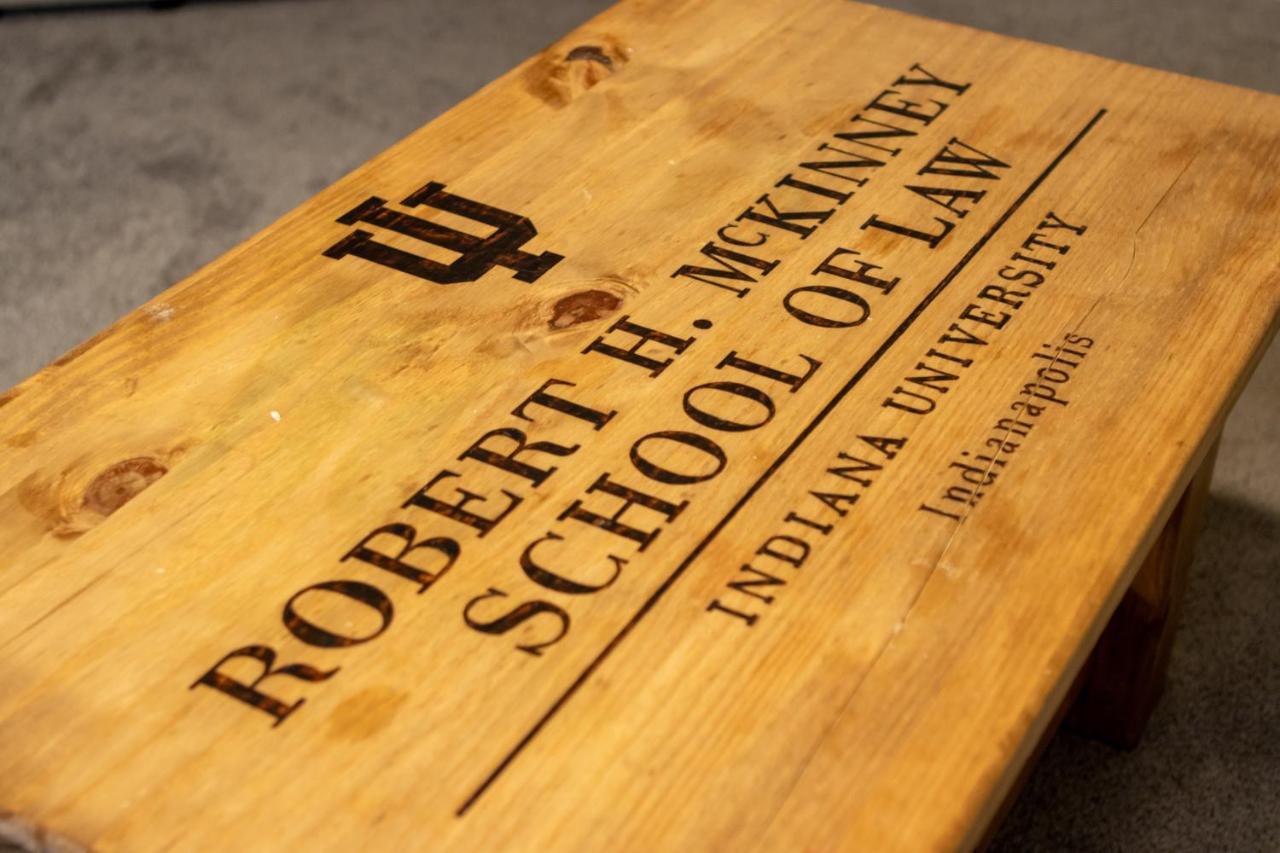 IU
ROBERT H. MCKINNEY
SCHOOL OF LAW
INDIANA UNIVERSITY
Indianapolis